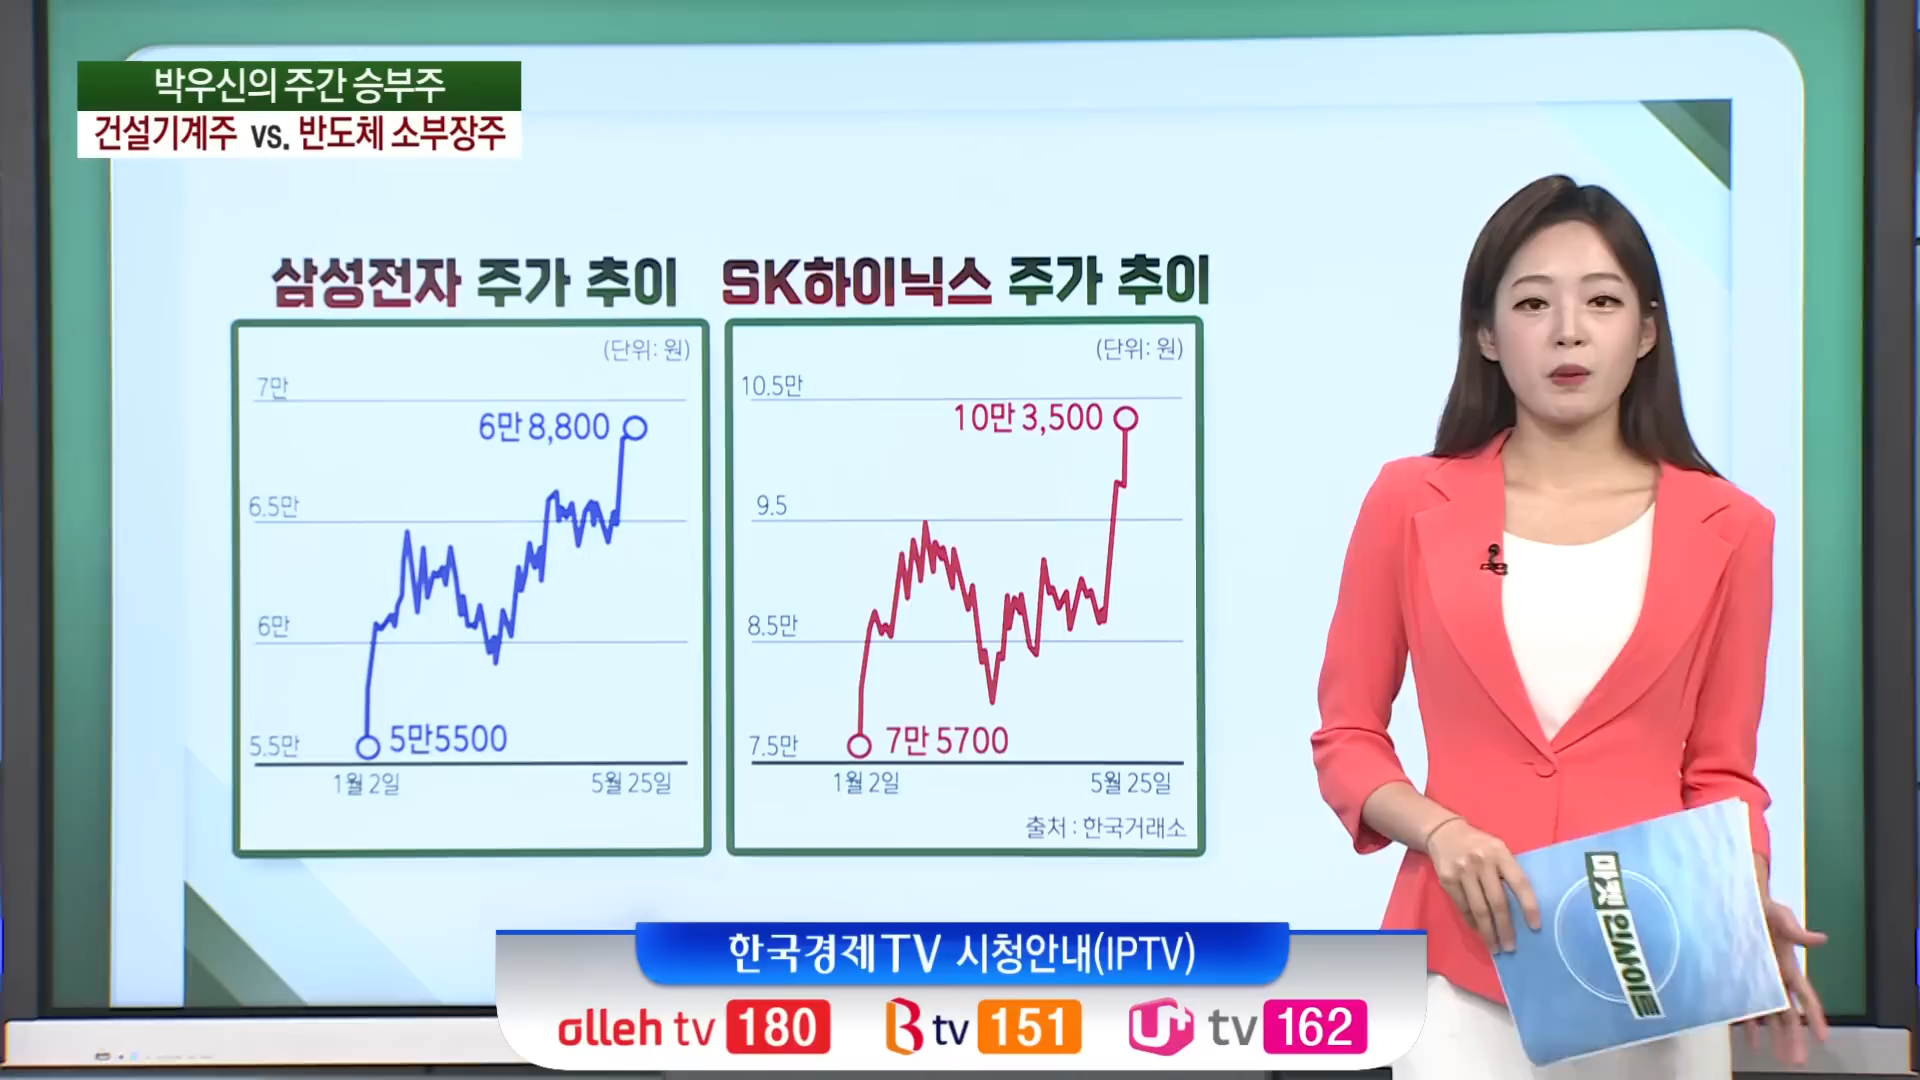 박우신의 주간 승부주
건설기계주 vs. 반도체 소부장주
삼성전자 주가 추이
(단위: 원)
7만
6만 8,800
6.5만
6만
5.5만
5만5500
1월 2일
5월 25일
SK하이닉스 주가 추이
(단위: 원)
10.5만
10만 3,500
9.5
8.5만
7.5만
7만 5700
1월 2일
5월 25일
출처 : 한국거래소
마켓 인사이트
한국경제TV 시청안내(IPTV)
olleh tv 180
B tv 151
U+ tv 162